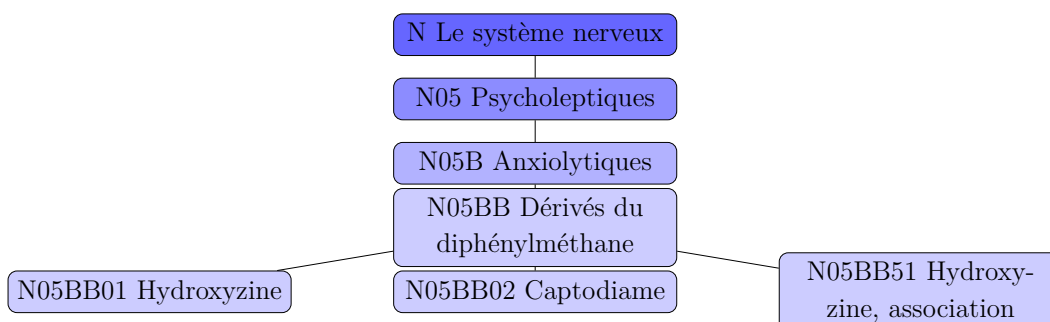 N Le système nerveux
N05 Psycholeptiques
N05B Anxiolytiques
N05BB Dérivés du
diphénylméthane
N05BB01 Hydroxyzine
N05BB02 Captodiame
N05BB51 Hydroxy-
zine, association